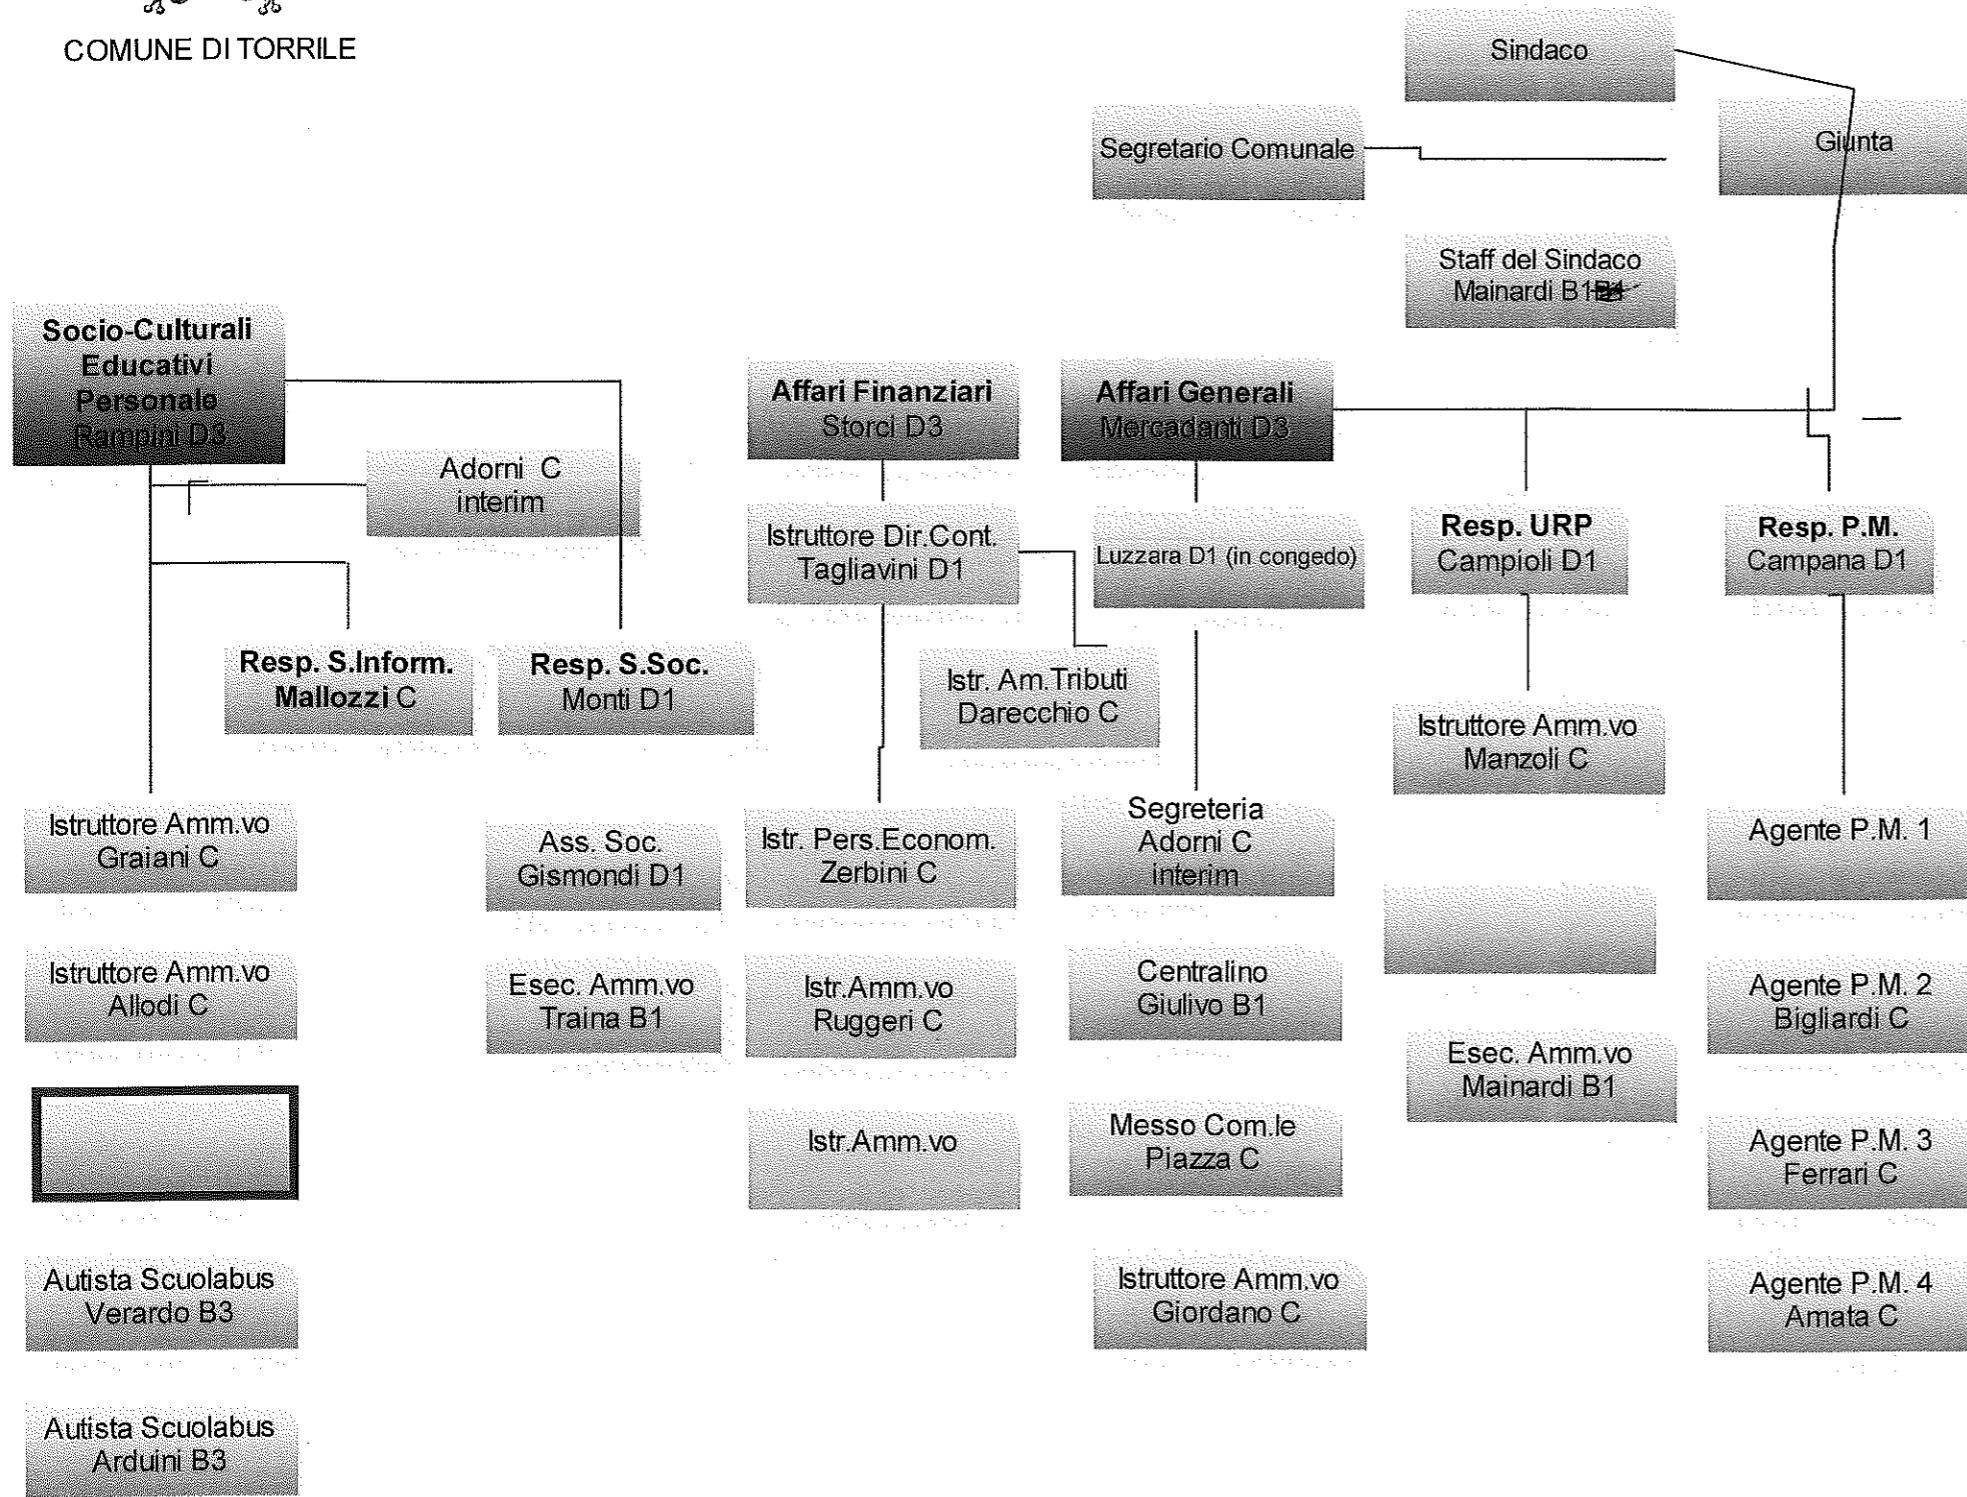 COMUNE DI TORRILE
Sindaco
Segretario Comunale
Giunta
Staff del Sindaco
Mainardi B1
Socio-Culturali
Educativi
Personale
Rampini D3
Affari Finanziari
Storci D3
Affari Generali
Mercadanti D3
Adorni C
interim
Istruttore Dir.Cont.
Tagliavini D1
Luzzara D1 (in congedo)
Resp. URP
Campioli D1
Resp. P.M.
Campana D1
Resp. S.Inform.
Mallozzi C
Resp. S.Soc.
Monti D1
Istr. Am.Tributi
Darecchio C
Istruttore Amm.vo
Manzoli C
Istruttore Amm.vo
Graiani C
Ass. Soc.
Gismondi D1
Istr. Pers.Econom.
Zerbini C
Segreteria
Adorni C
interim
Agente P.M. 1
Istruttore Amm.vo
Allodi C
Esec. Amm.vo
Traina B1
Istr.Amm.vo
Ruggeri C
Centralino
Giulivo B1
Agente P.M. 2
Bigliardi C
Esec. Amm.vo
Mainardi B1
Istr.Amm.vo
Messo Com.le
Piazza C
Agente P.M. 3
Ferrari C
Autista Scuolabus
Verardo B3
Istruttore Amm.vo
Giordano C
Agente P.M. 4
Amata C
Autista Scuolabus
Arduini B3